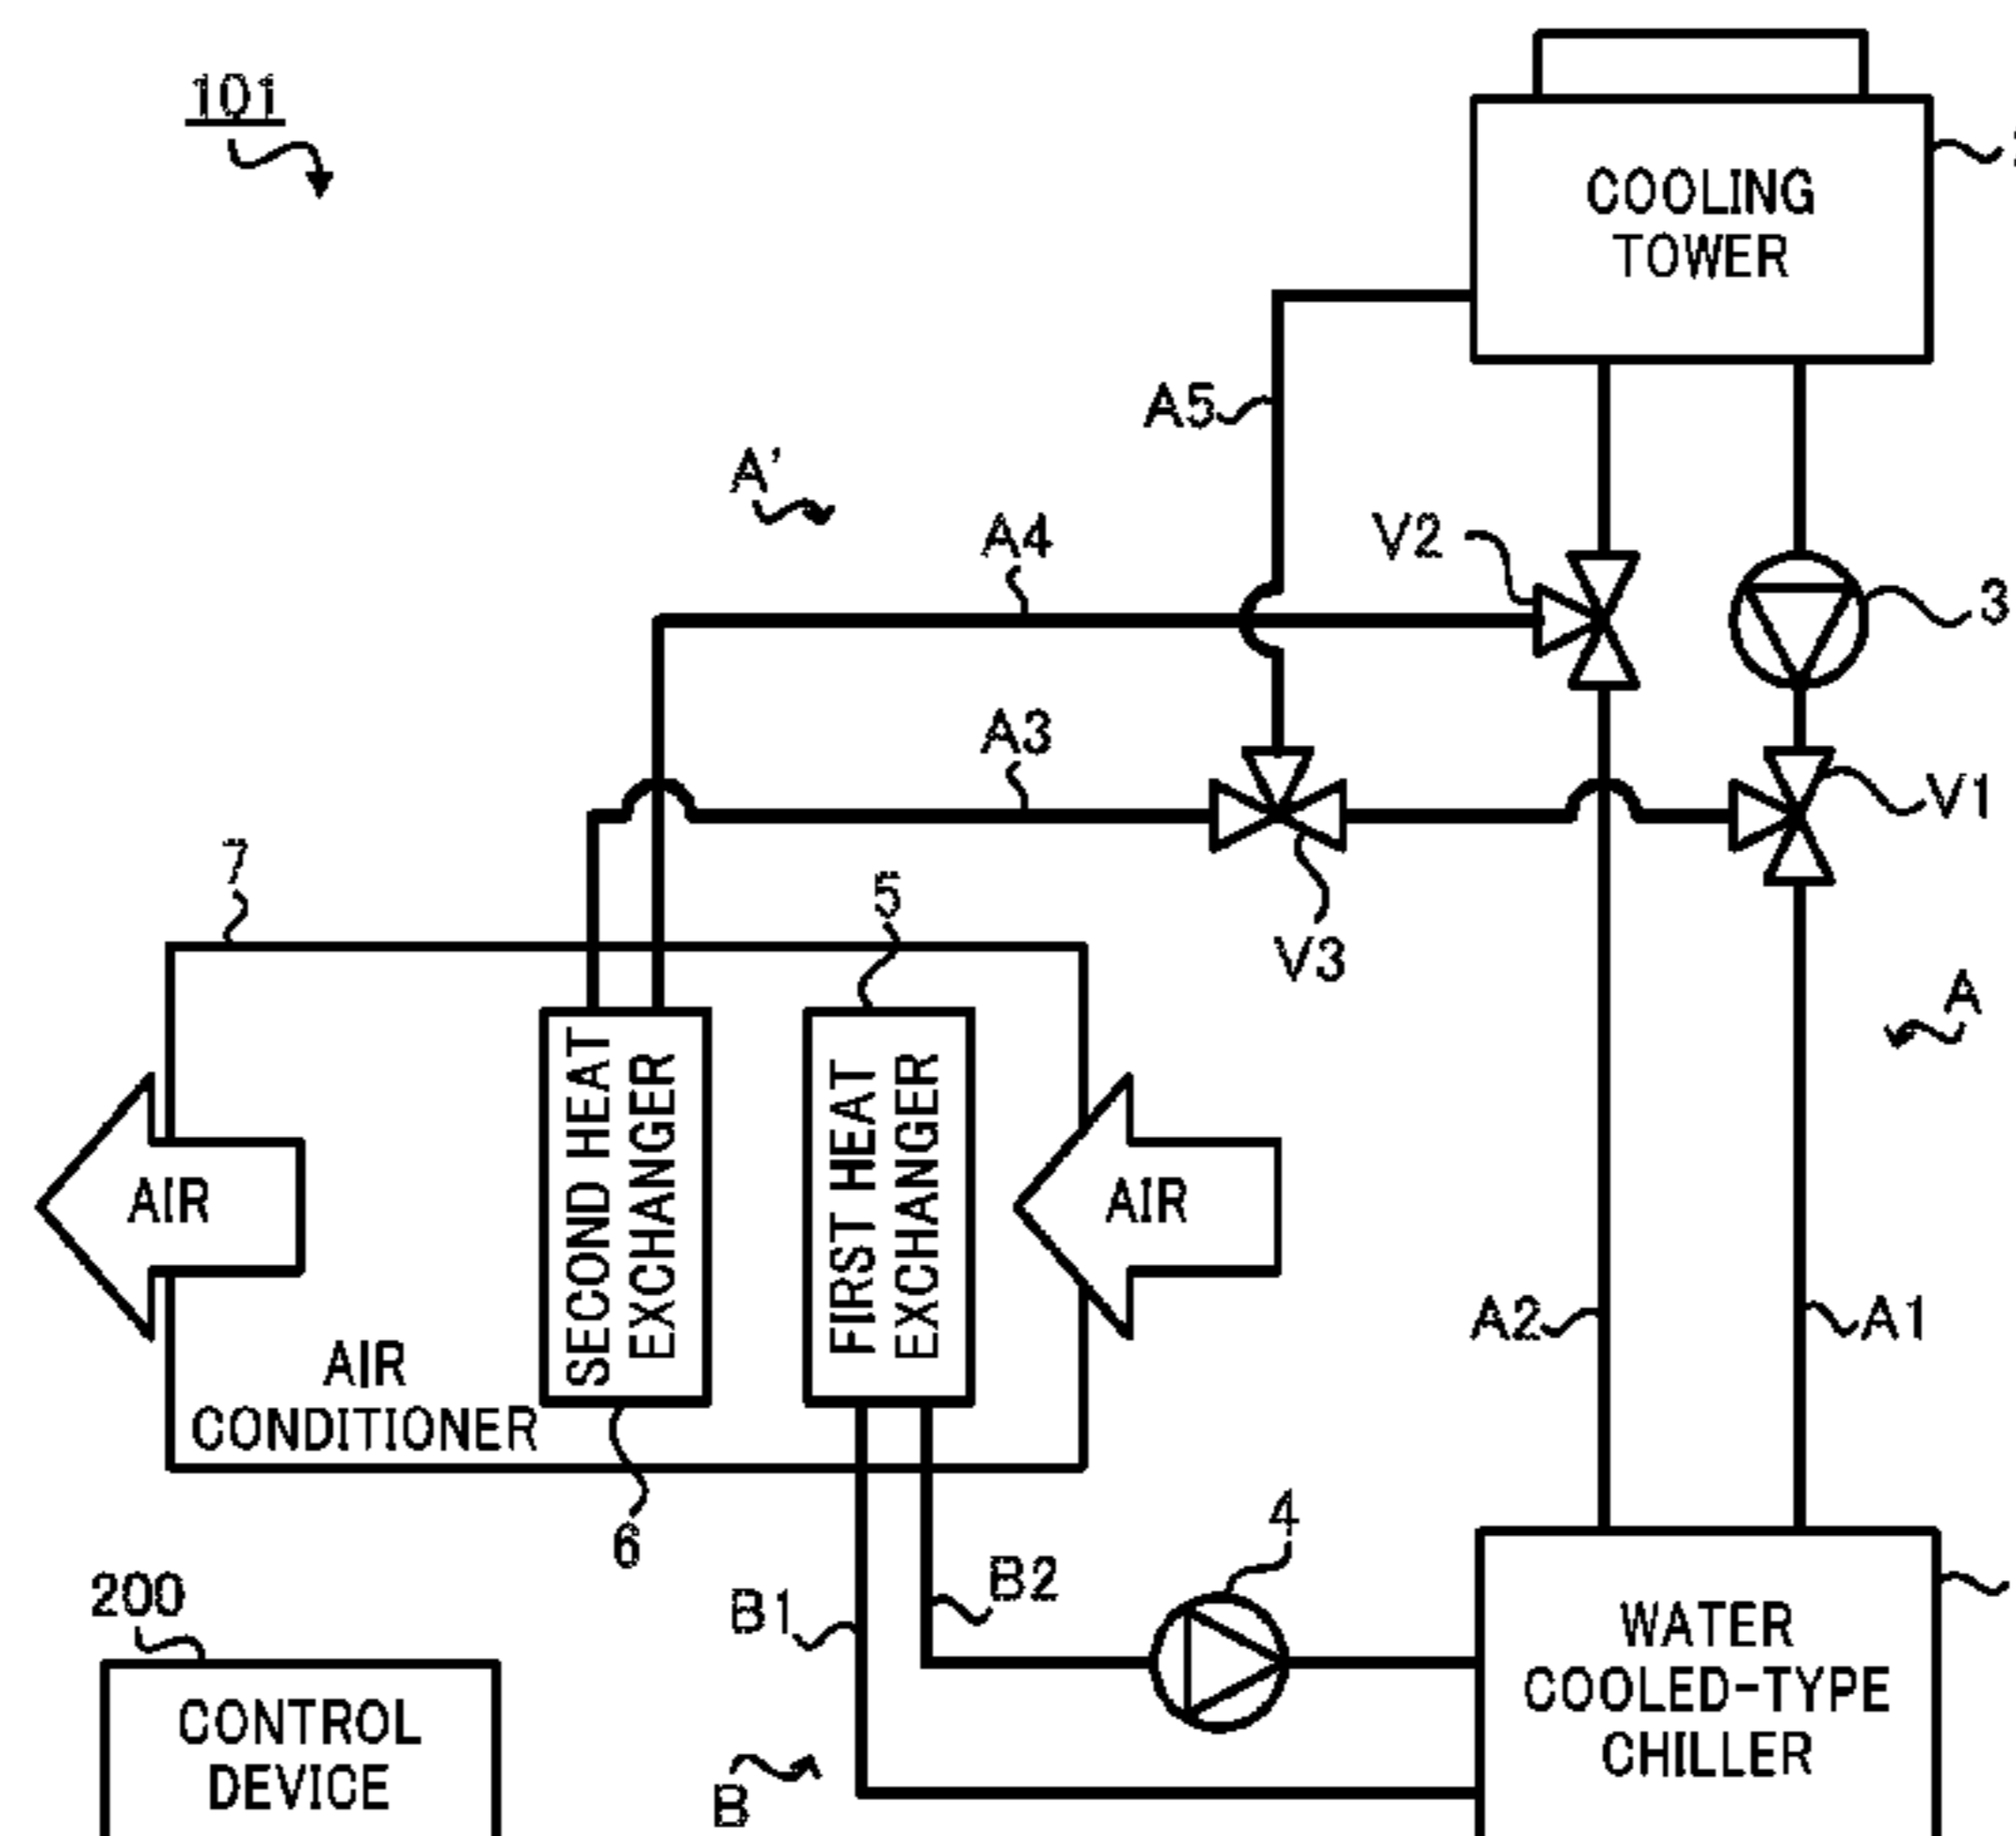 101
COOLING
TOWER
A5
A'
A4
V2
3
A3
V1
7
5
V3
A
SECOND HEAT
EXCHANGER
FIRST HEAT
EXCHANGER
AIR
AIR
A2
A1
AIR
CONDITIONER
6
4
200
B1
B2
WATER
COOLED-TYPE
CHILLER
CONTROL
DEVICE
B